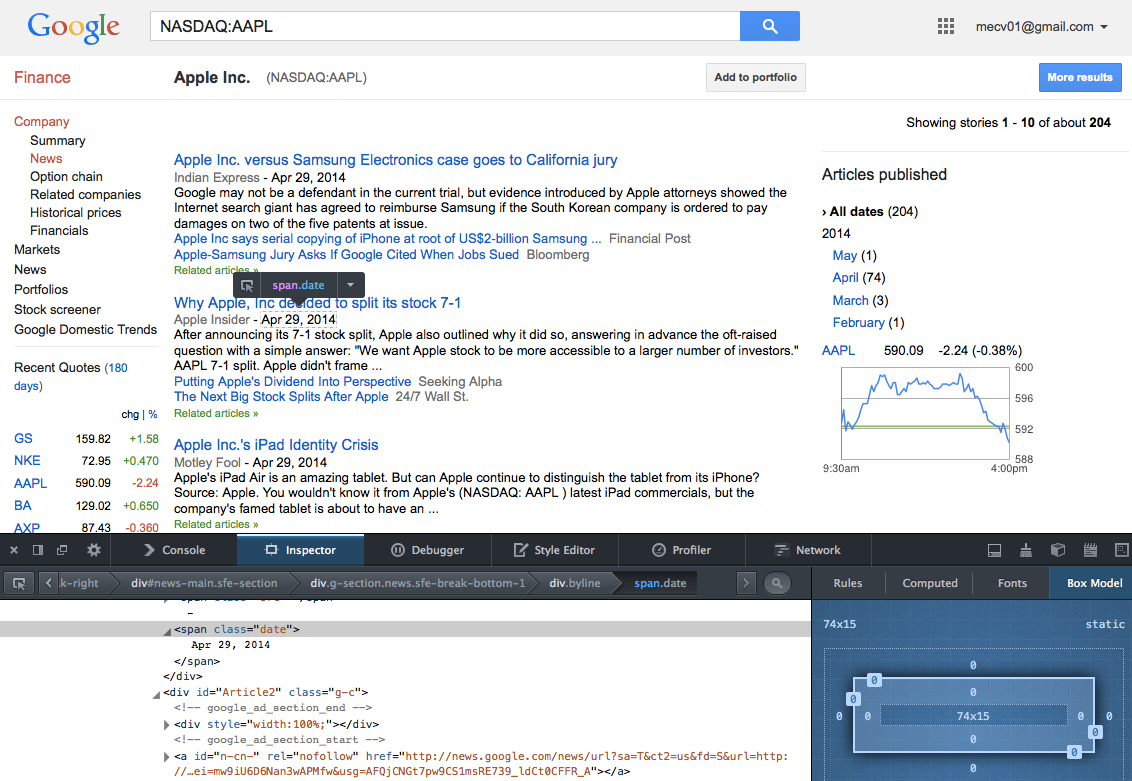 Google
NASDAQ:AAPL
mecv01@gmail.com
Finance
Apple Inc. (NASDAQ:AAPL)
Add to portfolio
More results
Company
Summary
News
Option chain
Related companies
Historical prices
Financials
Markets
News
Portfolios
Stock screener
Google Domestic Trends
Recent Quotes (180
days)
chg | %
GS 159.82 +1.58
NKE 72.95 +0.470
AAPL 590.09 -2.24
BA 129.02 +0.650
AXP 87.43 -0.360
Apple Inc. versus Samsung Electronics case goes to California jury
Indian Express - Apr 29, 2014
Google may not be a defendant in the current trial, but evidence introduced by Apple attorneys showed the
Internet search giant has agreed to reimburse Samsung if the South Korean company is ordered to pay
damages on two of the five patents at issue.
Apple Inc says serial copying of iPhone at root of US$2-billion Samsung ... Financial Post
Apple-Samsung Jury Asks If Google Cited When Jobs Sued Bloomberg
Related articles »
span.date
Why Apple, Inc decided to split its stock 7-1
Apple Insider - Apr 29, 2014
After announcing its 7-1 stock split, Apple also outlined why it did so, answering in advance the oft-raised
question with a simple answer: "We want Apple stock to be more accessible to a larger number of investors."
AAPL 7-1 split. Apple didn't frame ...
Putting Apple's Dividend Into Perspective Seeking Alpha
The Next Big Stock Splits After Apple 24/7 Wall St.
Related articles »
Apple Inc.'s iPad Identity Crisis
Motley Fool - Apr 29, 2014
Apple's iPad Air is an amazing tablet. But can Apple continue to distinguish the tablet from its iPhone?
Source: Apple. You wouldn't know it from Apple's (NASDAQ: AAPL ) latest iPad commercials, but the
company's famed tablet is about to have an ...
Related articles »
Showing stories 1 - 10 of about 204
Articles published
› All dates (204)
2014
May (1)
April (74)
March (3)
February (1)
AAPL 590.09 -2.24 (-0.38%)
600
596
592
588
9:30am 4:00pm
Console
Inspector
Debugger
Style Editor
Profiler
Network
.k-right
div#news-main.sfe-section
div.g-section.news.sfe-break-bottom-1
div.byline
span.date
Rules
Computed
Fonts
Box Model
–
<span class="date">
Apr 29, 2014
</span>
</div>
<div id="Article2" class="g-c">
<!-- google_ad_section_end -->
<div style="width:100%;"></div>
<!-- google_ad_section_start -->
<a id="n-cn-" rel="nofollow" href="http://news.google.com/news/url?sa=T&ct2=us&fd=S&url=http:
//…ei=mw9iU6D6Nan3wAPMfw&usg=AFQjCNGt7pw9CS1msRE739_ldCt0CFFR_A"></a>
74x15 static
0
0
0
0
0 0 74x15 0 0
0
0
0
0